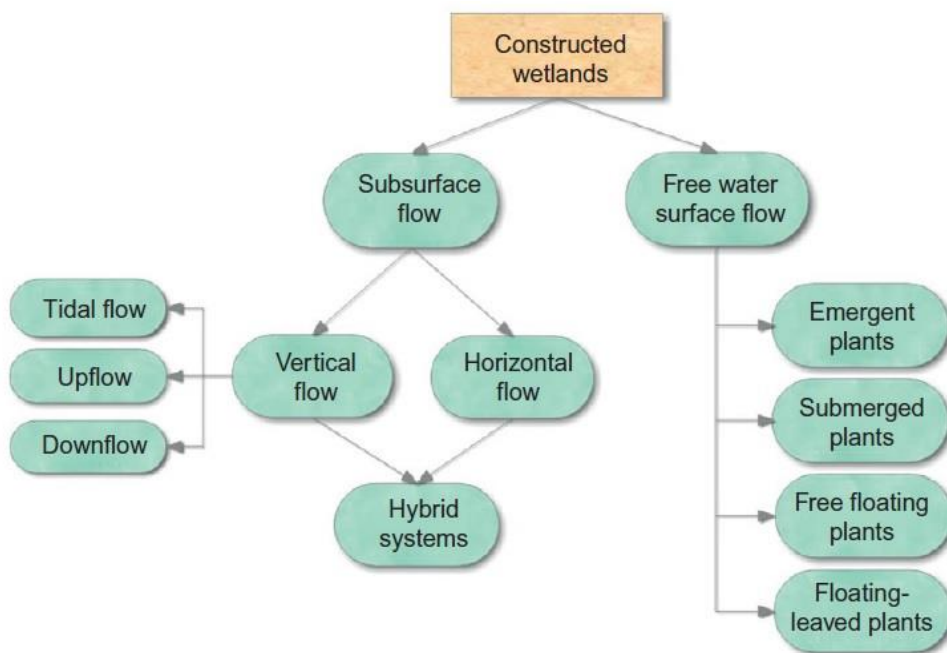 Constructed
wetlands
Subsurface
flow
Free water
surface flow
Tidal flow
Upflow
Downflow
Vertical
flow
Horizontal
flow
Hybrid
systems
Emergent
plants
Submerged
plants
Free floating
plants
Floating-
leaved plants